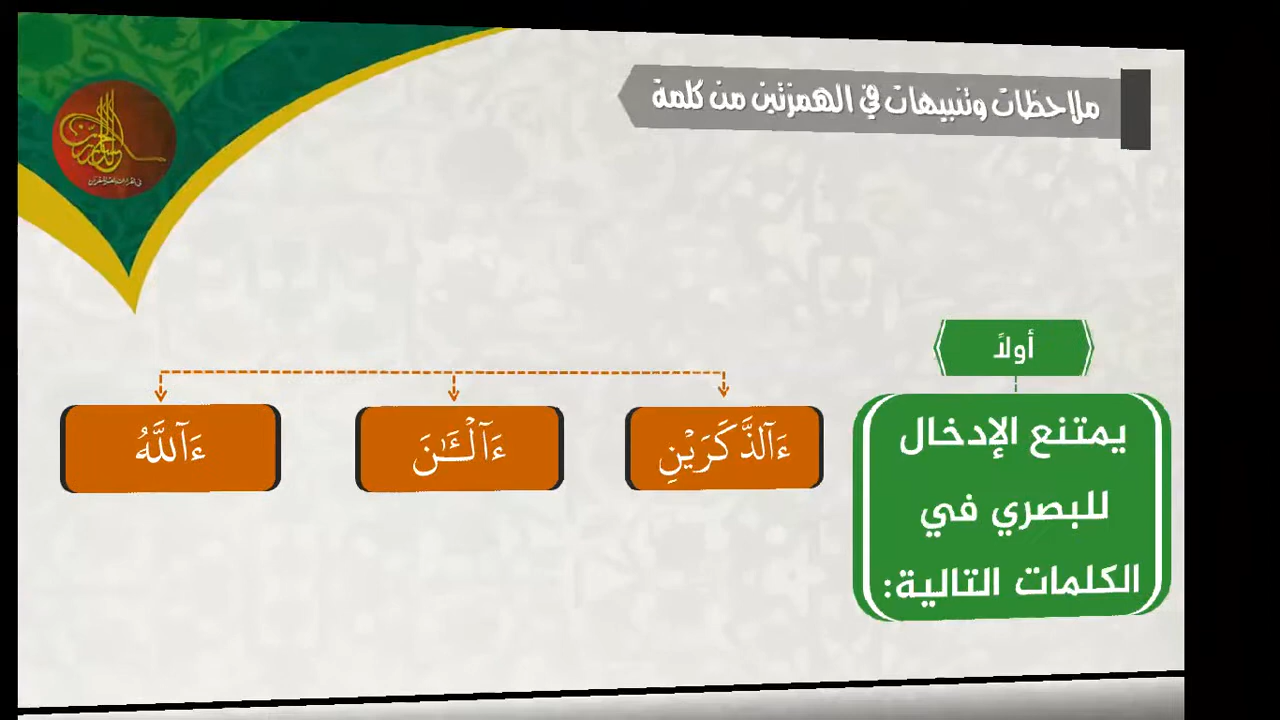 ملاحظات وتنبيهات في الهمزتين من كلمة
أولاً
يمتنع الإدخال
للبصري في
الكلمات التالية:
ءَآلذَّكَرَيْنِ
ءَآلْـَٰٔنَ
ءَآللَّهُ